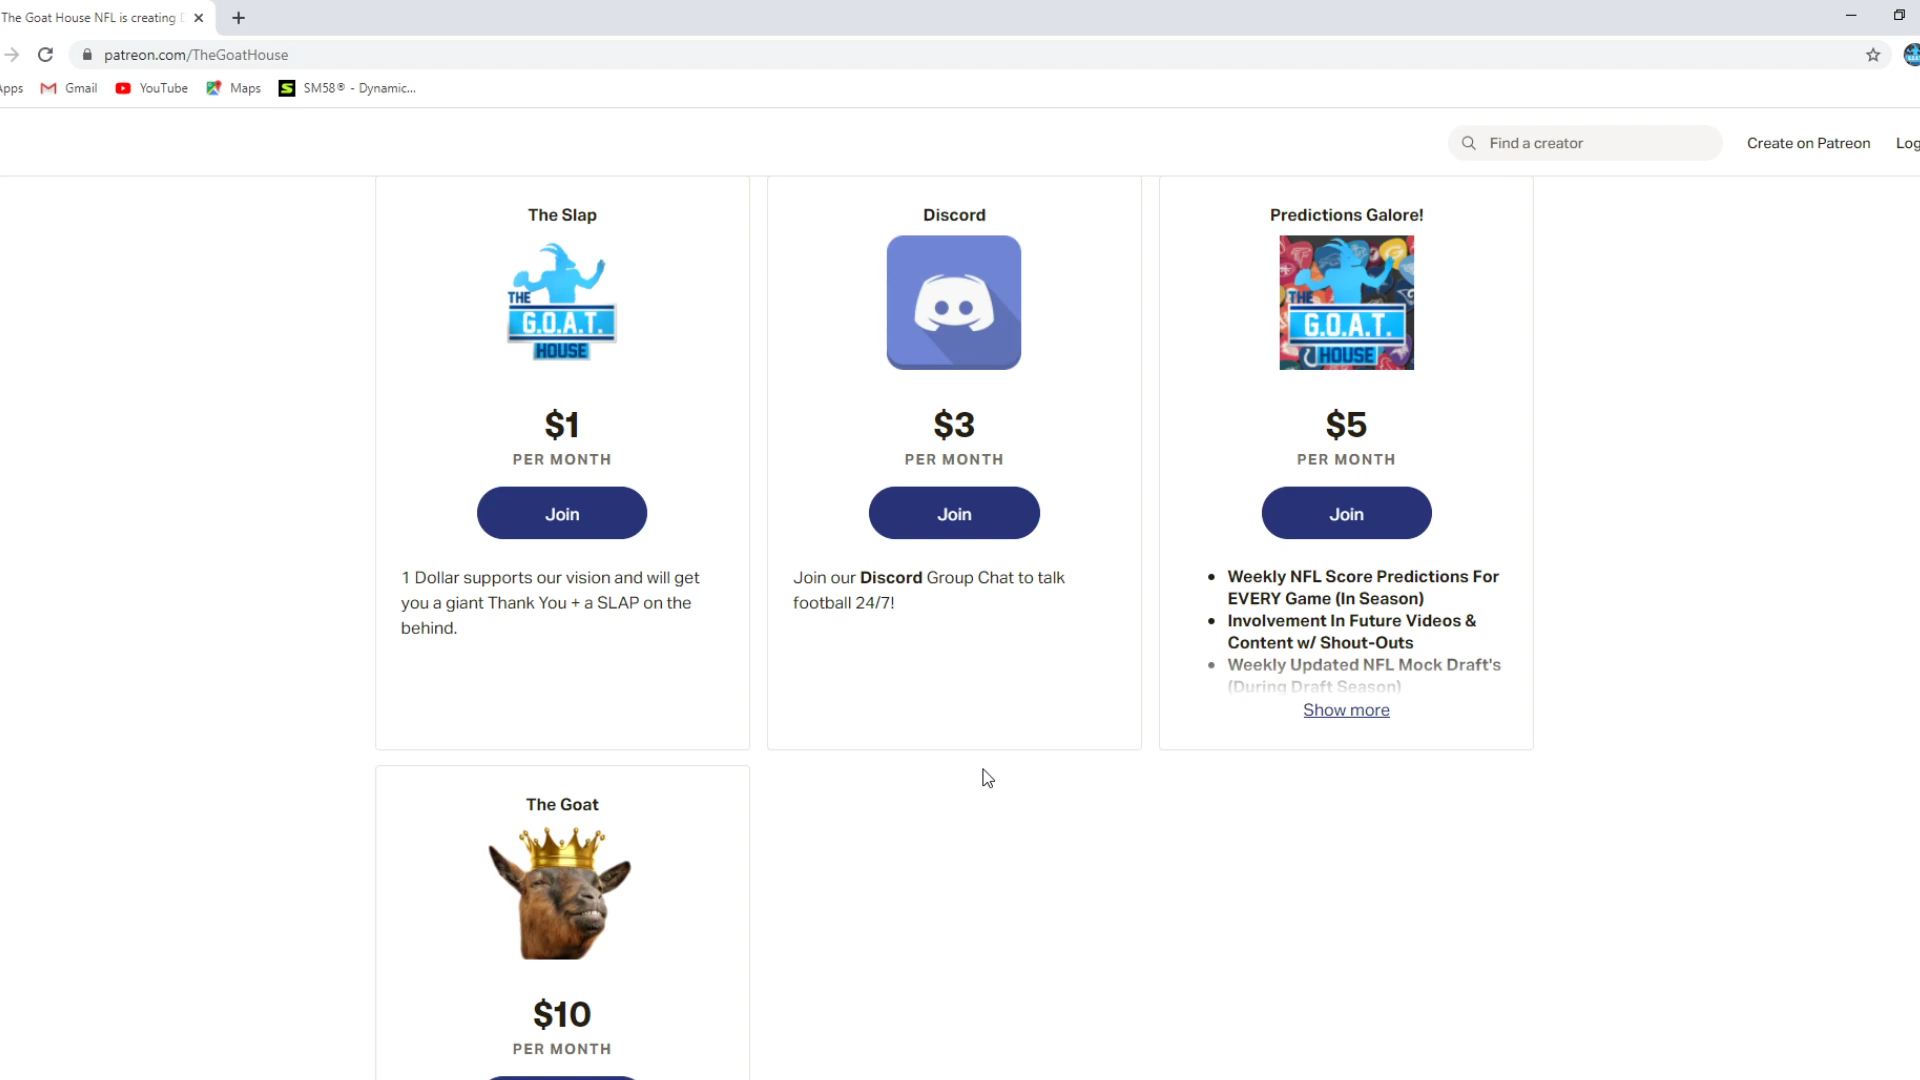 The Goat House NFL is creating
patreon.com/TheGoatHouse
Apps
Gmail
YouTube
Maps
SM58® - Dynamic...
Find a creator
Create on Patreon
Log
The Slap
THE
G.O.A.T.
HOUSE
$1
PER MONTH
Join
1 Dollar supports our vision and will get
you a giant Thank You + a SLAP on the
behind.
Discord
$3
PER MONTH
Join
Join our Discord Group Chat to talk
football 24/7!
Predictions Galore!
THE
G.O.A.T.
HOUSE
$5
PER MONTH
Join
• Weekly NFL Score Predictions For
EVERY Game (In Season)
• Involvement In Future Videos &
Content w/ Shout-Outs
• Weekly Updated NFL Mock Draft's
(During Draft Season)
Show more
The Goat
$10
PER MONTH